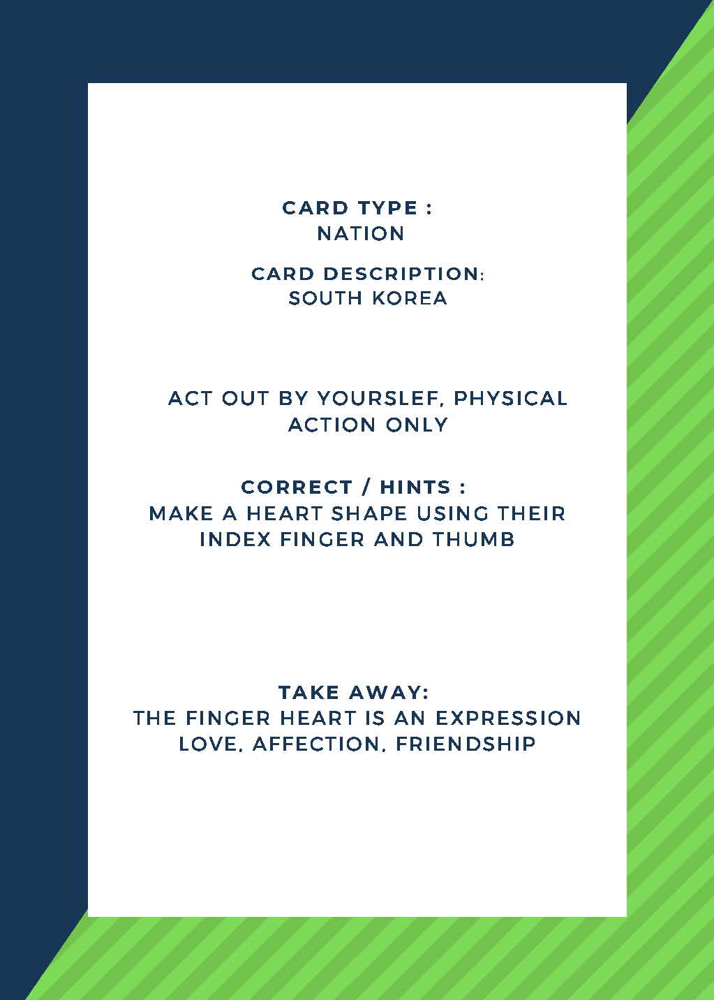 CARD TYPE :
NATION
CARD DESCRIPTION:
SOUTH KOREA
ACT OUT BY YOURSLEF, PHYSICAL
ACTION ONLY
CORRECT / HINTS :
MAKE A HEART SHAPE USING THEIR
INDEX FINGER AND THUMB
TAKE AWAY:
THE FINGER HEART IS AN EXPRESSION
LOVE, AFFECTION, FRIENDSHIP